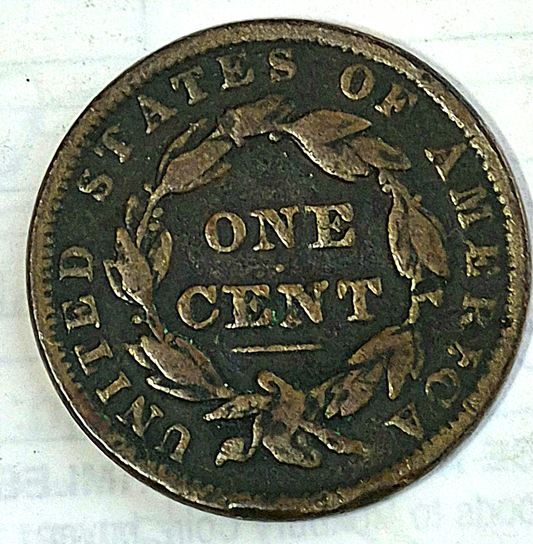 UNITED STATES OF AMERICA
ONE
CENT